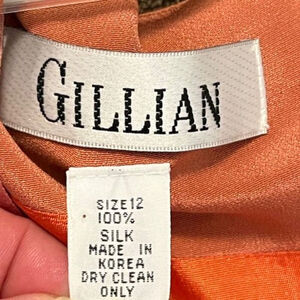 GILLIAN
SIZE12
100%
SILK
MADE IN
KOREA
DRY CLEAN
ONLY